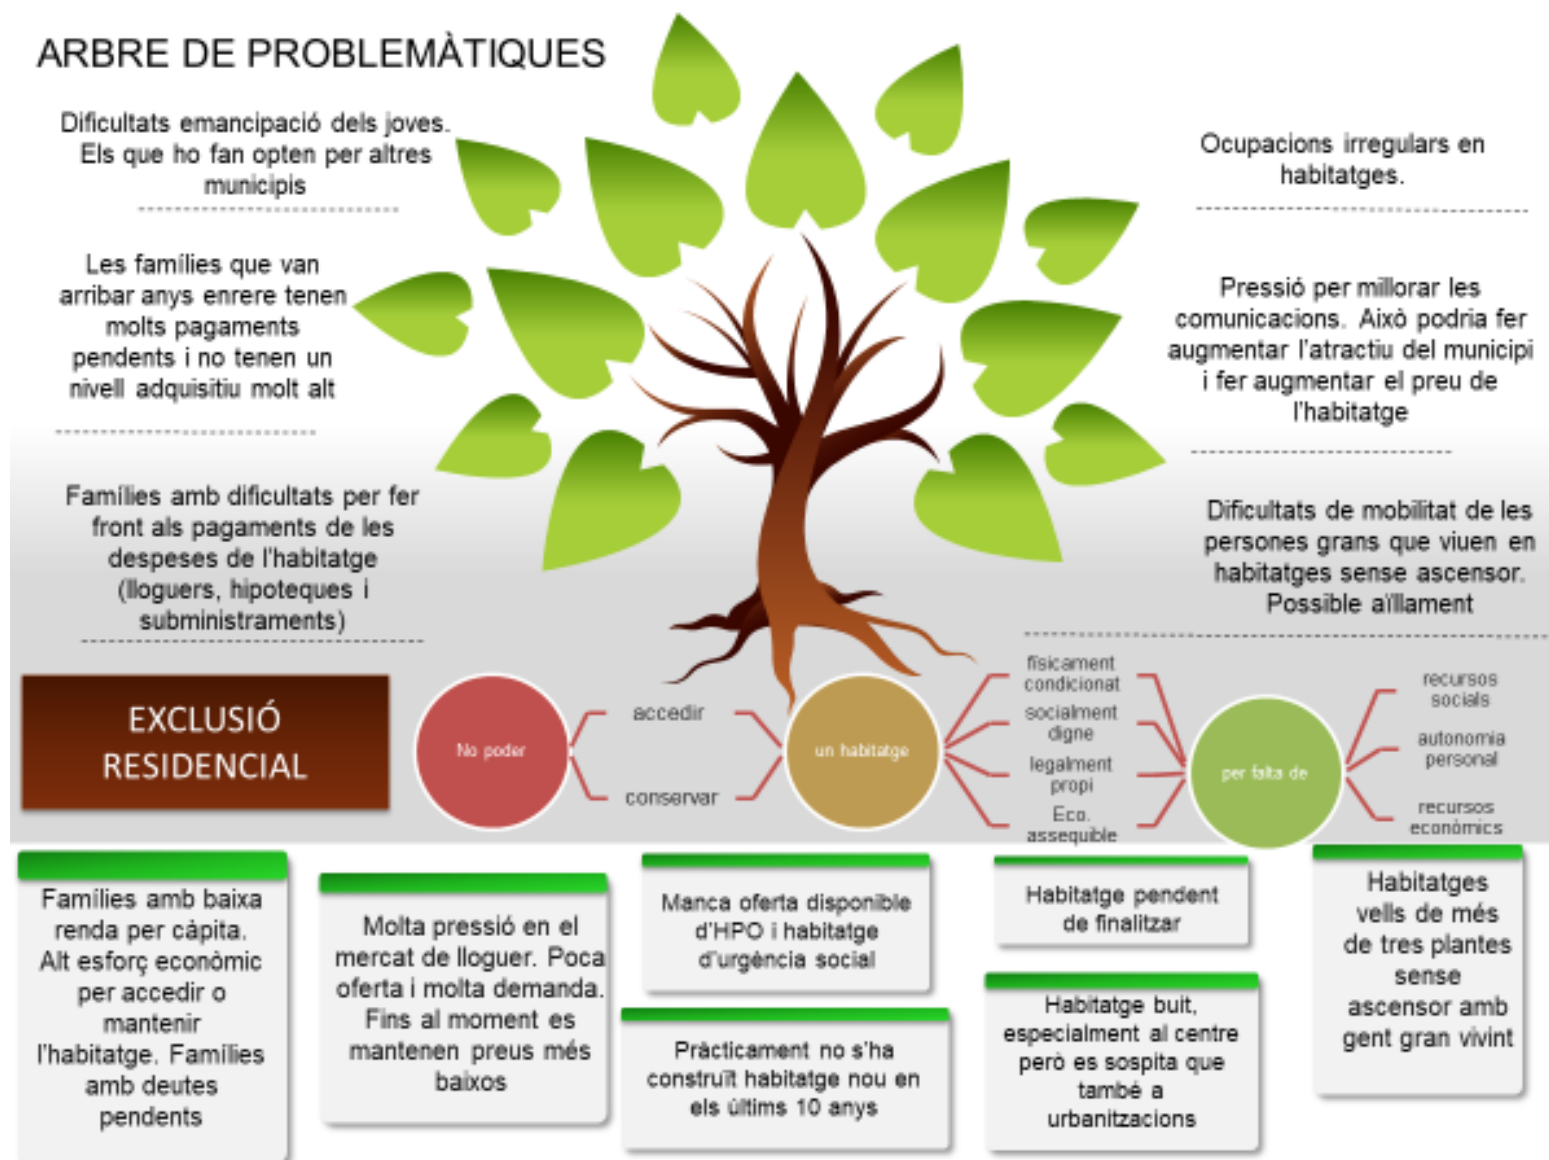 ARBRE DE PROBLEMÀTIQUES
Dificultats emancipació dels joves.
Els que ho fan opten per altres
municipis
Les famílies que van
arribar anys enrere tenen
molts pagaments
pendents i no tenen un
nivell adquisitiu molt alt
Famílies amb dificultats per fer
front als pagaments de les
despeses de l'habitatge
(lloguers, hipoteques i
subministraments)
Ocupacions irregulars en
habitatges.
Pressió per millorar les
comunicacions. Això podria fer
augmentar l'atractiu del municipi
i fer augmentar el preu de
l'habitatge
Dificultats de mobilitat de les
persones grans que viuen en
habitatges sense ascensor.
Possible aïllament
EXCLUSIÓ
RESIDENCIAL
No poder
accedir
conservar
un habitatge
físicament
condicionat
socialment
digne
legalment
propi
Eco.
assequible
per falta de
recursos
socials
autonomia
personal
recursos
econòmics
Famílies amb baixa
renda per càpita.
Alt esforç econòmic
per accedir o
mantenir
l'habitatge. Famílies
amb deutes
pendents
Molta pressió en el
mercat de lloguer. Poca
oferta i molta demanda.
Fins al moment es
mantenen preus més
baixos
Manca oferta disponible
d'HPO i habitatge
d'urgència social
Pràcticament no s'ha
construït habitatge nou en
els últims 10 anys
Habitatge pendent
de finalitzar
Habitatge buit,
especialment al centre
però es sospita que
també a
urbanitzacions
Habitatges
vells de més
de tres plantes
sense
ascensor amb
gent gran vivint